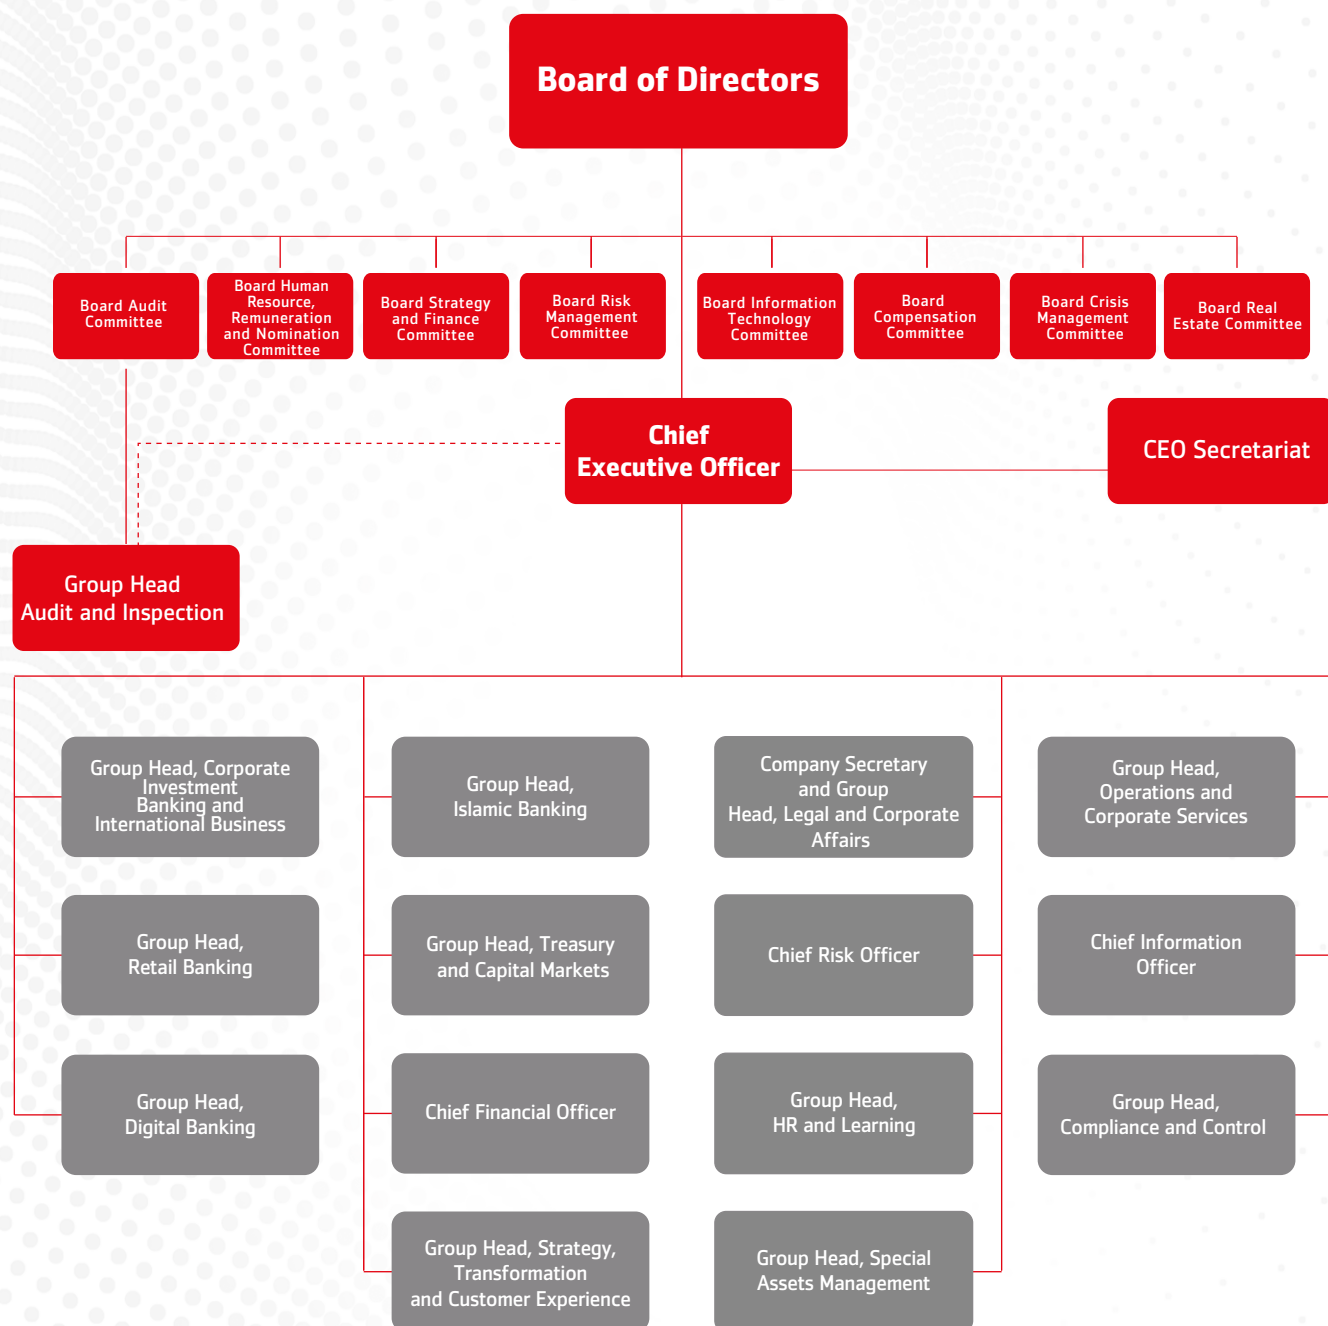 Board of Directors
Board Audit
Committee
Board Human
Resource,
Remuneration
and Nomination
Committee
Board Strategy
and Finance
Committee
Board Risk
Management
Committee
Board Information
Technology
Committee
Board
Compensation
Committee
Board Crisis
Management
Committee
Board Real
Estate Committee
Chief
Executive Officer
CEO Secretariat
Group Head
Audit and Inspection
Group Head, Corporate
Investment
Banking and
International Business
Group Head,
Islamic Banking
Company Secretary
and Group
Head, Legal and Corporate
Affairs
Group Head,
Operations and
Corporate Services
Group Head,
Retail Banking
Group Head, Treasury
and Capital Markets
Chief Risk Officer
Chief Information
Officer
Group Head,
Digital Banking
Chief Financial Officer
Group Head,
HR and Learning
Group Head,
Compliance and Control
Group Head, Strategy,
Transformation
and Customer Experience
Group Head, Special
Assets Management